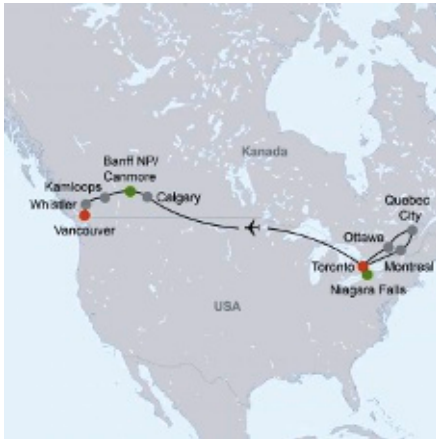 Kanada
Banff NP/
Canmore
Kamloops
Calgary
Whistler
Vancouver
Quebec
City
Ottawa
Toronto
Montreal
Niagara Falls
USA